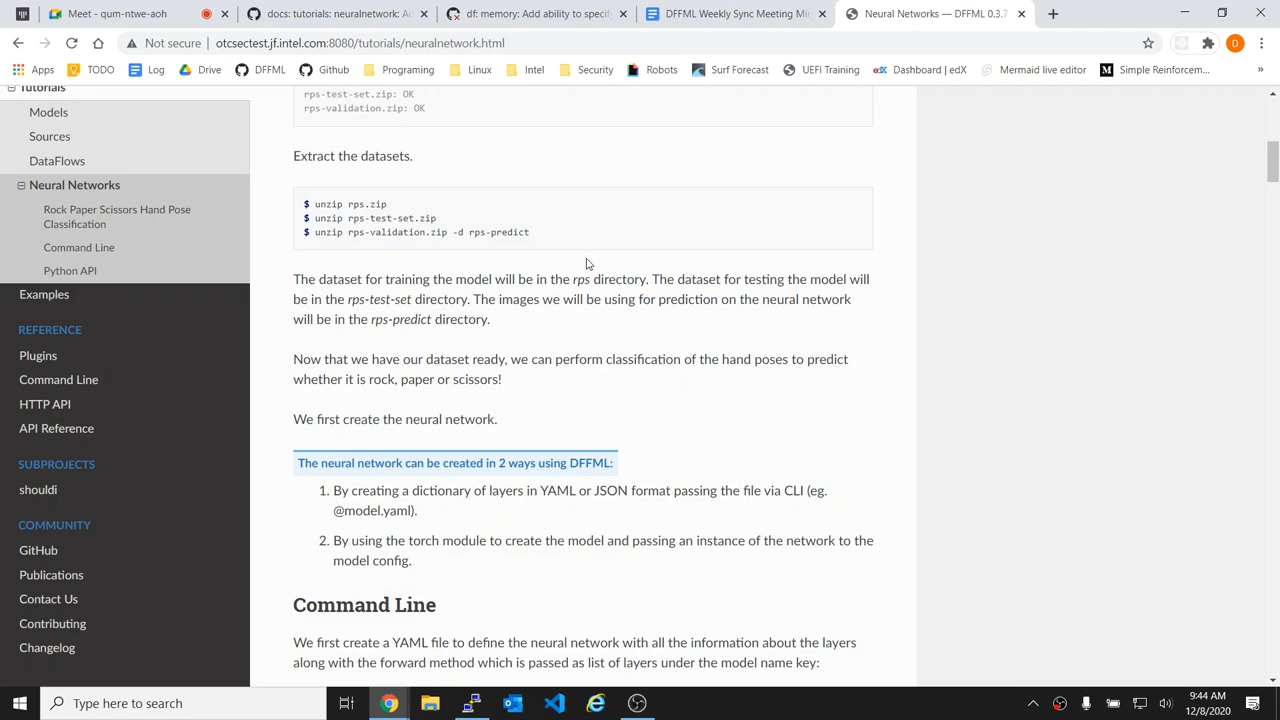 Meet - qum-ntwe-aoh
docs: tutorials: neuralnetwork: Ad
df: memory: Add ability to specify
DFFML Weekly Sync Meeting Min
Neural Networks — DFFML 0.3.7
Not secure
otcsectest.jf.intel.com:8080/tutorials/neuralnetwork.html
D
Apps
TODO
Log
Drive
DFFML
Github
Programing
Linux
Intel
Security
Robots
Surf Forecast
UEFI Training
Dashboard | edX
Mermaid live editor
Simple Reinforcem...
»
Tutorials
Models
Sources
DataFlows
Neural Networks
Rock Paper Scissors Hand Pose
Classification
Command Line
Python API
Examples
REFERENCE
Plugins
Command Line
HTTP API
API Reference
SUBPROJECTS
shouldi
COMMUNITY
GitHub
Publications
Contact Us
Contributing
Changelog
rps-test-set.zip: OK
rps-validation.zip: OK
Extract the datasets.
$ unzip rps.zip
$ unzip rps-test-set.zip
$ unzip rps-validation.zip -d rps-predict
The dataset for training the model will be in the rps directory. The dataset for testing the model will
be in the rps-test-set directory. The images we will be using for prediction on the neural network
will be in the rps-predict directory.
Now that we have our dataset ready, we can perform classification of the hand poses to predict
whether it is rock, paper or scissors!
We first create the neural network.
The neural network can be created in 2 ways using DFFML:
1. By creating a dictionary of layers in YAML or JSON format passing the file via CLI (eg.
@model.yaml).
2. By using the torch module to create the model and passing an instance of the network to the
model config.
Command Line
We first create a YAML file to define the neural network with all the information about the layers
along with the forward method which is passed as list of layers under the model name key:
Type here to search
9:44 AM
12/8/2020